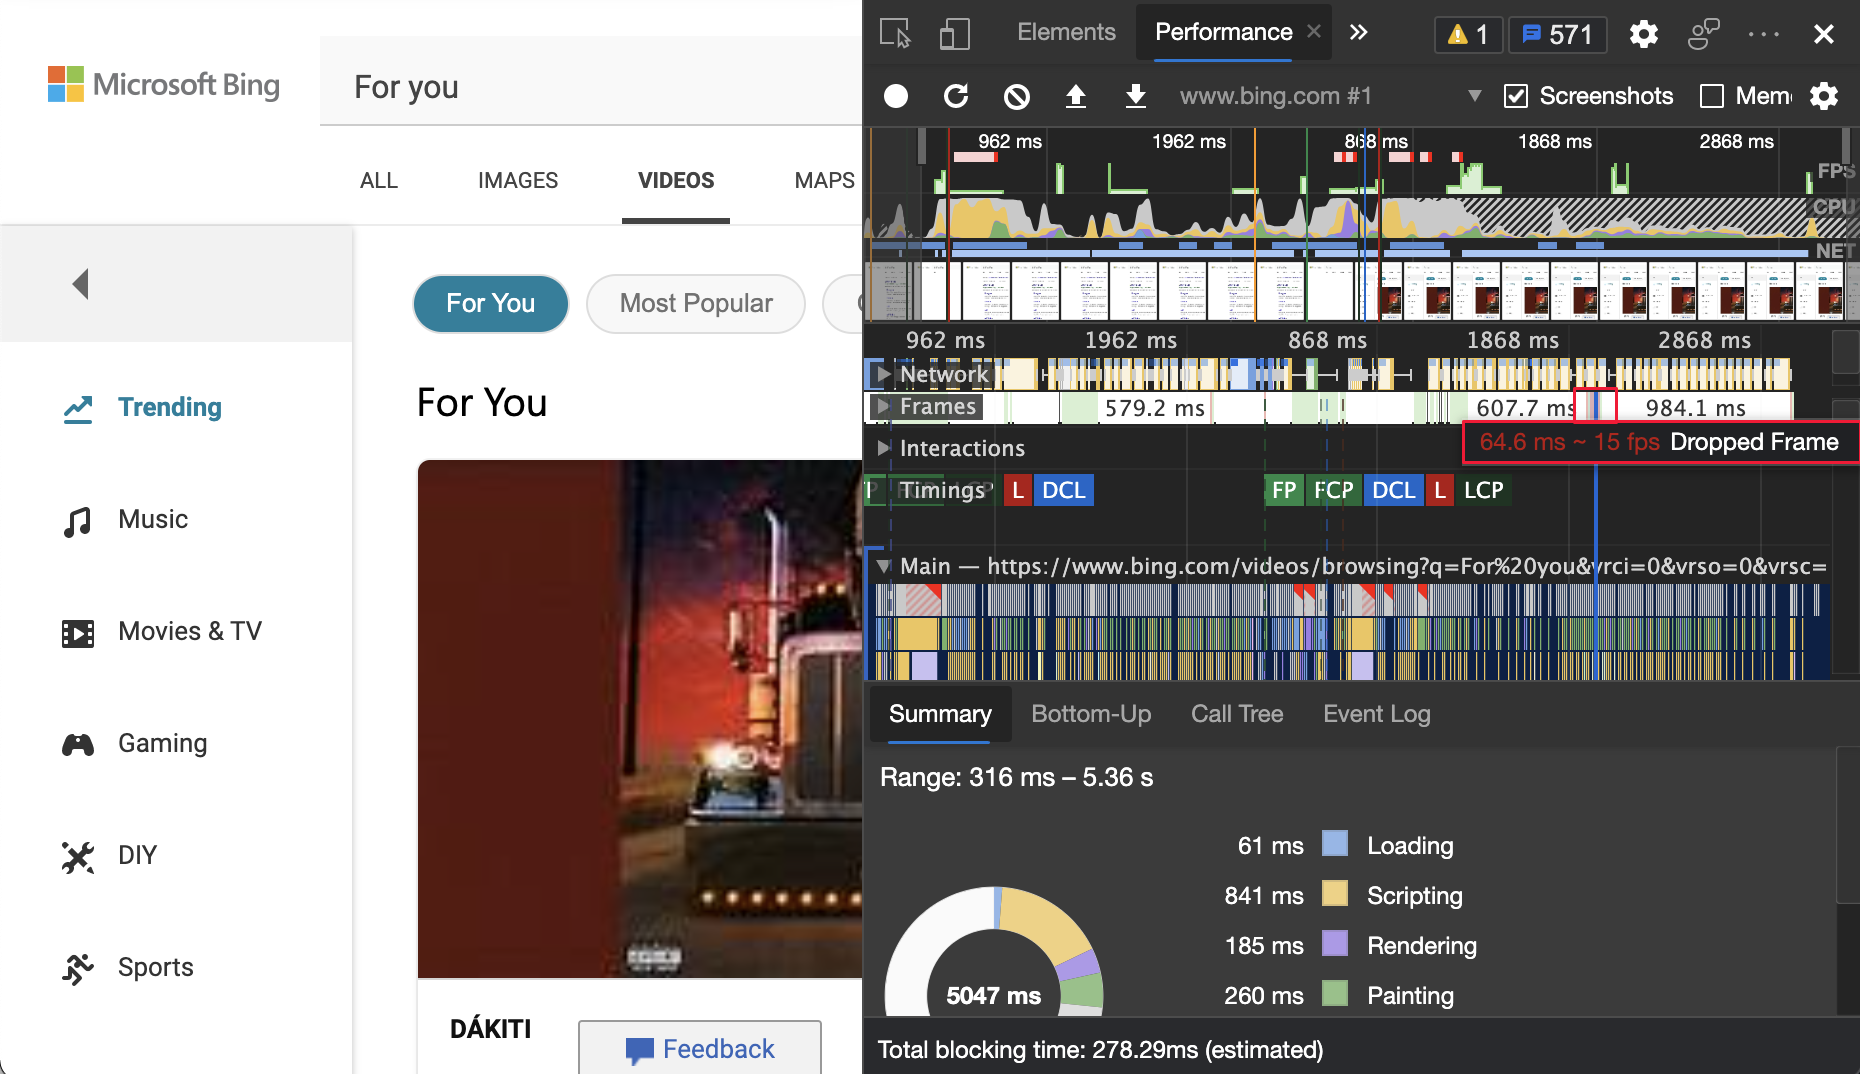 Microsoft Bing
For you
ALL
IMAGES
VIDEOS
MAPS
For You
Most Popular
For You
Trending
Music
Movies & TV
Gaming
DIY
Sports
DÁKITI
Feedback
Elements
Performance
1
571
www.bing.com #1
Screenshots
Mem
962 ms
1962 ms
868 ms
1868 ms
2868 ms
FPS
CPU
NET
962 ms
1962 ms
868 ms
1868 ms
2868 ms
Network
Frames
579.2 ms
607.7 ms
984.1 ms
64.6 ms ~ 15 fps Dropped Frame
Interactions
Timings
L
DCL
FP
FCP
DCL
L
LCP
Main — https://www.bing.com/videos/browsing?q=For%20you&vrci=0&vrso=0&vrsc=
Summary
Bottom-Up
Call Tree
Event Log
Range: 316 ms – 5.36 s
61 ms Loading
841 ms Scripting
185 ms Rendering
260 ms Painting
5047 ms
Total blocking time: 278.29ms (estimated)